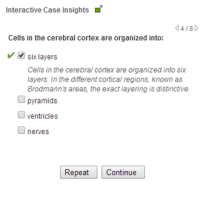 Interactive Case Insights
4 / 8
Cells in the cerebral cortex are organized into:
six layers
Cells in the cerebral cortex are organized into six
layers. In the different cortical regions, known as
Brodmann's areas, the exact layering is distinctive.
pyramids
ventricles
nerves
Repeat Continue